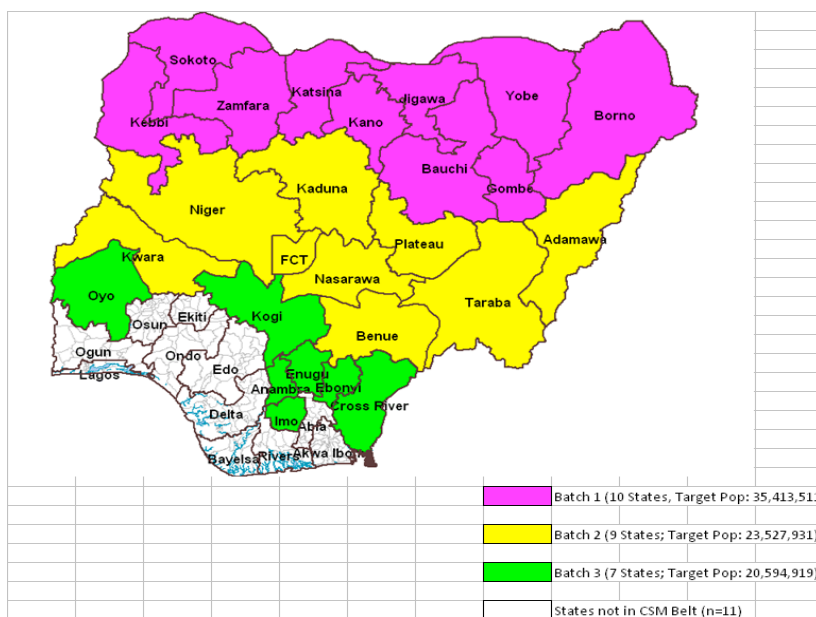 Sokoto
Katsina
Jigawa
Yobe
Zamfara
Kebbi
Kano
Borno
Bauchi
Gombe
Kaduna
Niger
Plateau
Adamawa
Kwara
FCT
Nasarawa
Taraba
Oyo
Kogi
Benue
Ekiti
Osun
Ogun
Ondo
Edo
Lagos
Enugu
Anambra
Ebonyi
Cross River
Delta
Imo
Abia
Bayelsa
Rivers
Akwa Ibo
Batch 1 (10 States, Target Pop: 35,413,511
Batch 2 (9 States; Target Pop: 23,527,931)
Batch 3 (7 States; Target Pop: 20,594,919)
States not in CSM Belt (n=11)